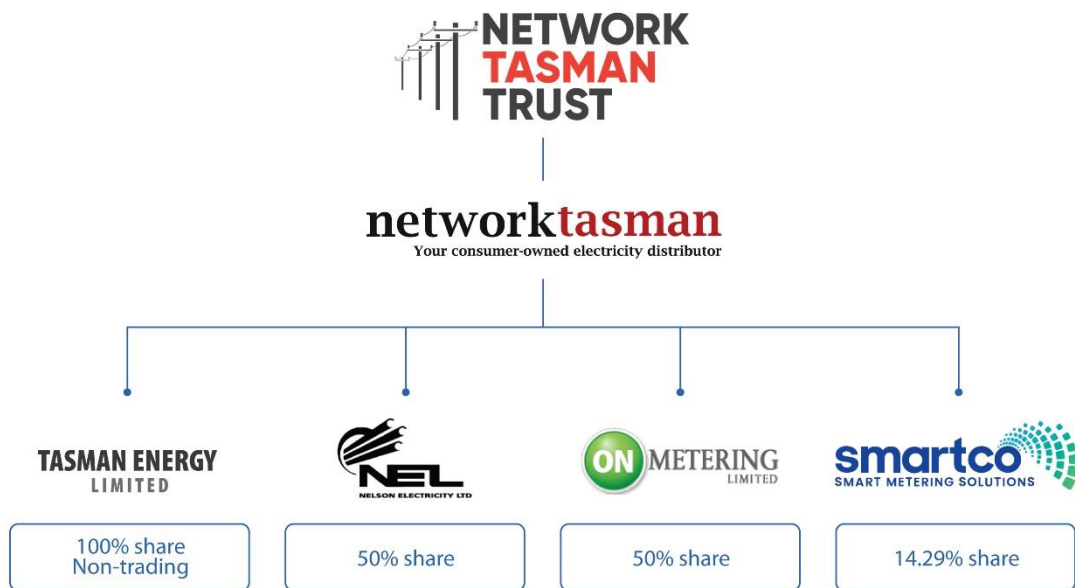 NETWORK
TASMAN
TRUST
networktasman
Your consumer-owned electricity distributor
TASMAN ENERGY
LIMITED
NEL
NELSON ELECTRICITY LTD
ON METERING
LIMITED
smartco
SMART METERING SOLUTIONS
100% share
Non-trading
50% share
50% share
14.29% share